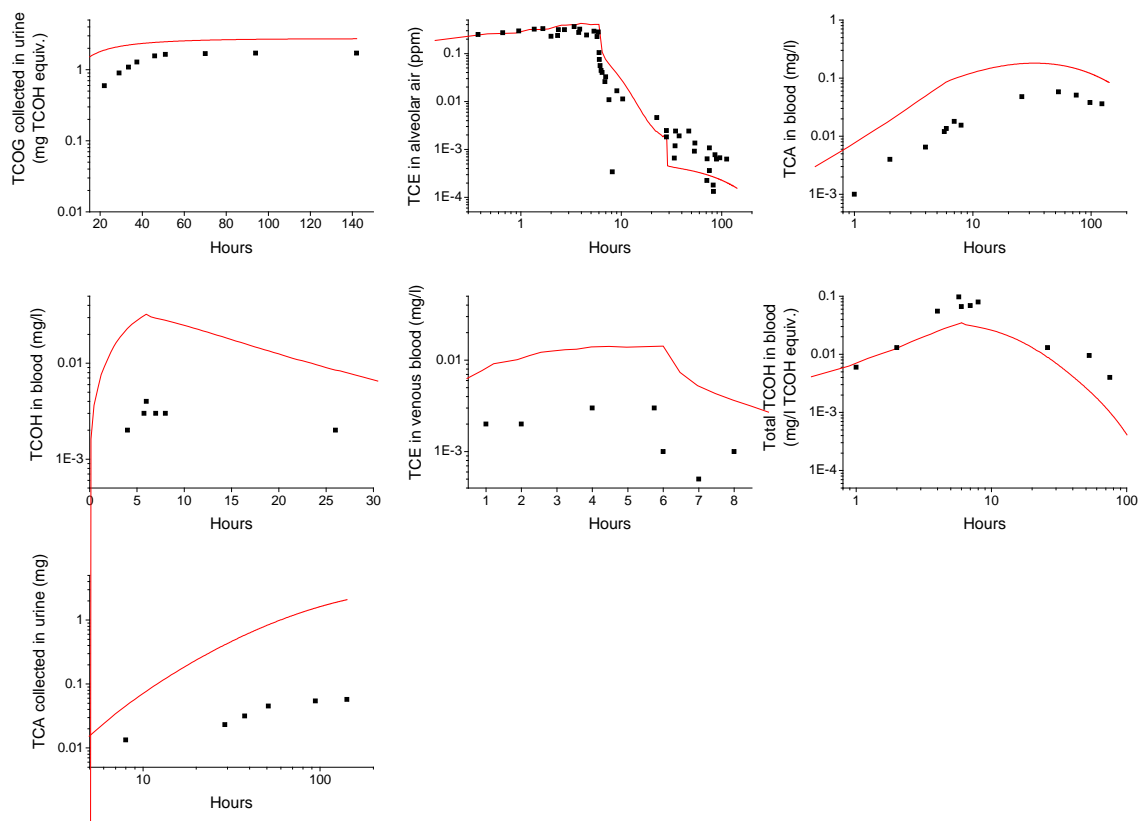 TCOG collected in urine
(mg TCOH equiv.)
1
0.1
0.01
20 40 60 80 100 120 140
Hours
TCE in alveolar air (ppm)
0.1
0.01
1E-3
1E-4
1 10 100
Hours
TCA in blood (mg/l)
1
0.1
0.01
1E-3
1 10 100
Hours
TCOH in blood (mg/l)
0.01
1E-3
0 5 10 15 20 25 30
Hours
TCE in venous blood (mg/l)
0.01
1E-3
1 2 3 4 5 6 7 8
Hours
Total TCOH in blood
(mg/l TCOH equiv.)
0.1
0.01
1E-3
1E-4
1 10 100
Hours
TCA collected in urine (mg)
1
0.1
0.01
10 100
Hours